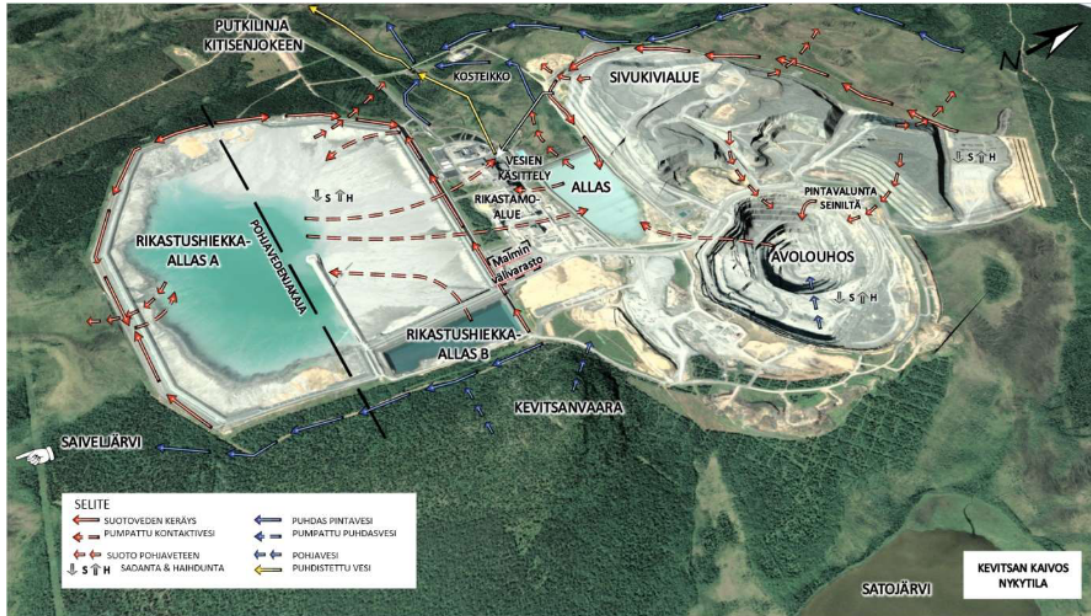 PUTKILINJA
KITISENJOKEEN
KOSTEIKKO
SIVUKIVIALUE
N
S H
VESIEN
KÄSITTELY
ALLAS
RIKASTAMO-
ALUE
PINTAVALUNTA
SEINILTÄ
S H
RIKASTUSHIEKKA-
ALLAS A
POHJAVEDENJAKAJA
Malmin
välivarasto
AVOLOUHOS
S H
RIKASTUSHIEKKA-
ALLAS B
KEVITSANVAARA
SAIVELJÄRVI
SELITE
SUOTOVEDEN KERÄYS
PUMPATTU KONTAKTIVESI
SUOTO POHJAVETEEN
S H SADANTA & HAIHDUNTA
PUHDAS PINTAVESI
PUMPATTU PUHDASVESI
POHJAVESI
PUHDISTETTU VESI
SATOJÄRVI
KEVITSAN KAIVOS
NYKYTILA